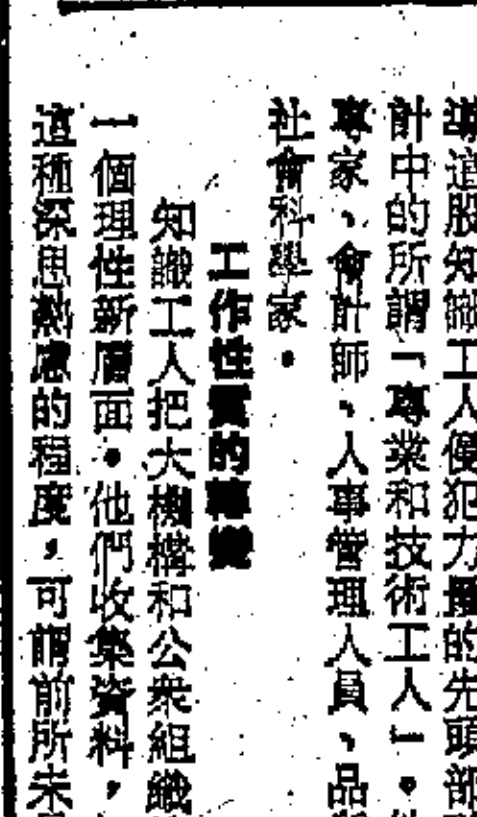 導這股知識工人侵犯力量的先頭部
計中的所謂「專業和技術工人」。
專家、會計師、人事管理人員、品
社會科學家。
工作性質的轉變
知識工人把大機構和公衆組織
一個理性新層面。他們收集資料，
這種深思熟慮的程度，可謂前所未